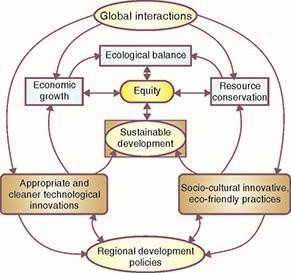 Global interactions
Ecological balance
Economic
growth
Equity
Resource
conservation
Sustainable
development
Appropriate and
cleaner technological
innovations
Socio-cultural innovative,
eco-friendly practices
Regional development
policies